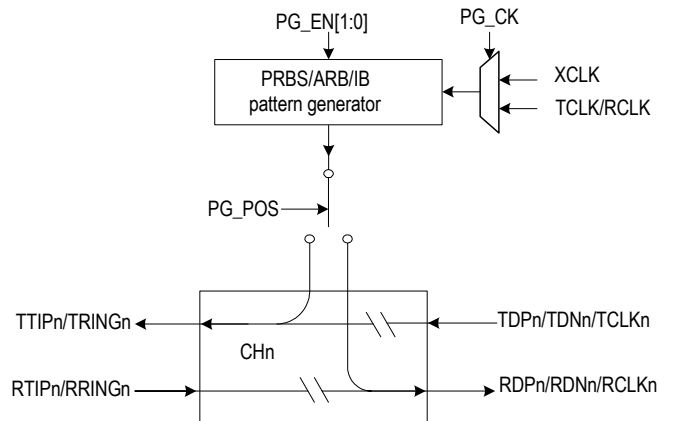 PG_EN[1:0]
PG_CK
PRBS/ARB/IB
pattern generator
XCLK
TCLK/RCLK
PG_POS
TTIPn/TRINGn
TDPn/TDNn/TCLKn
CHn
RTIPn/RRINGn
RDPn/RDNn/RCLKn